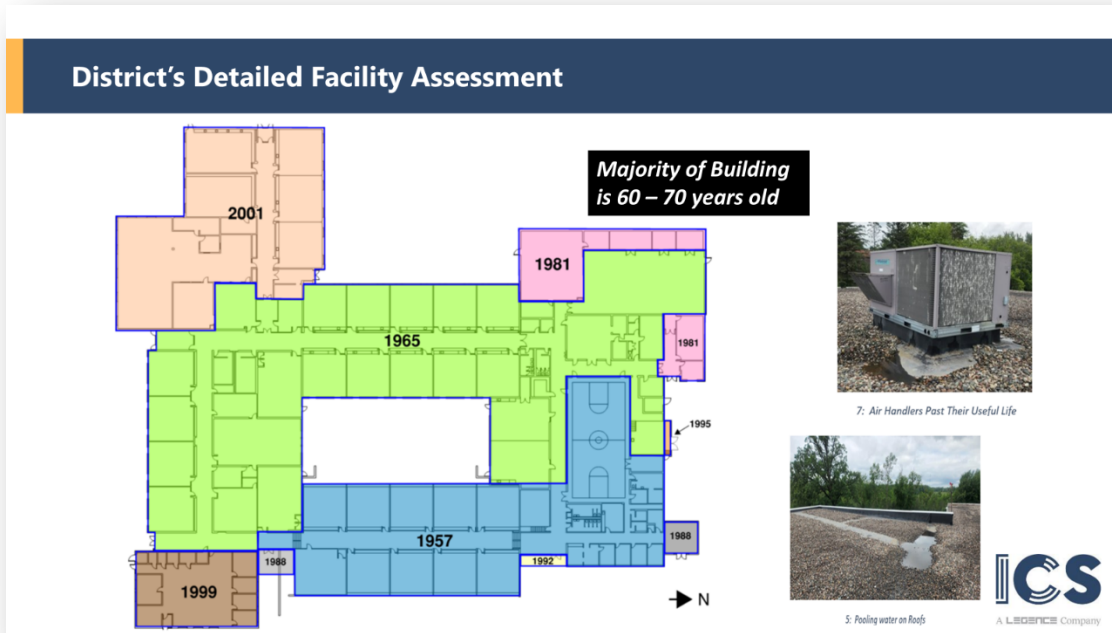 District's Detailed Facility Assessment
Majority of Building
is 60 – 70 years old
2001
1981
1965
1981
1995
1957
1988
1992
1988
1999
N
7: Air Handlers Past Their Useful Life
5: Pooling water on Roofs
ICS
A LEGENCE Company